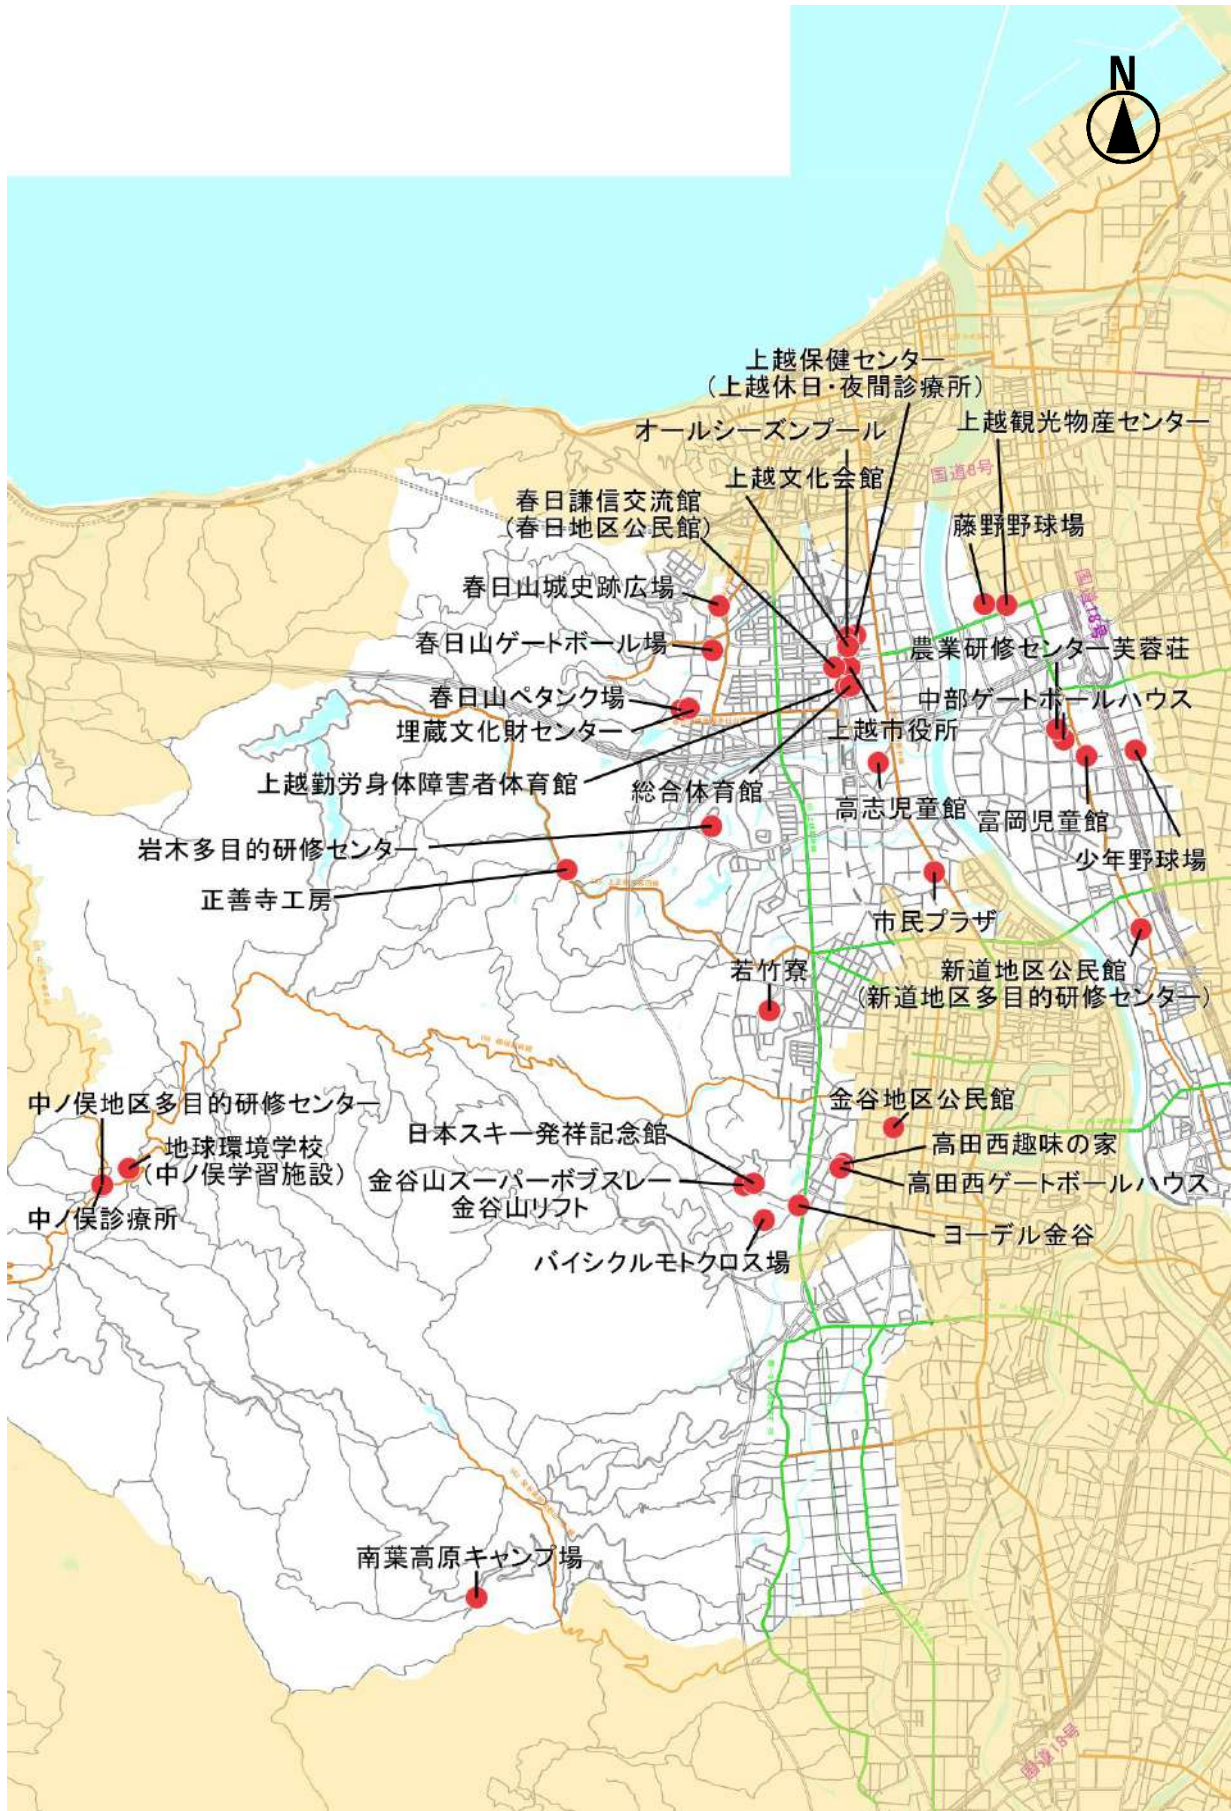 N
上越保健センター
(上越休日・夜間診療所)
オールシーズンプール
上越観光物産センター
上越文化会館
国道8号
春日謙信交流館
(春日地区公民館)
藤野野球場
春日山城史跡広場
国道18号
春日山ゲートボール場
農業研修センター芙蓉荘
春日山ペタンク場
中部ゲートボールハウス
埋蔵文化財センター
上越市役所
上越勤労身体障害者体育館
総合体育館
高志児童館
富岡児童館
岩木多目的研修センター
少年野球場
正善寺工房
市民プラザ
若竹寮
新道地区公民館
(新道地区多目的研修センター)
中ノ俣地区多目的研修センター
金谷地区公民館
日本スキー発祥記念館
地球環境学校
(中ノ俣学習施設)
高田西趣味の家
金谷山スーパーボブスレー
金谷山リフト
高田西ゲートボールハウス
中ノ俣診療所
ヨーデル金谷
バイシクルモトクロス場
南葉高原キャンプ場
国道18号